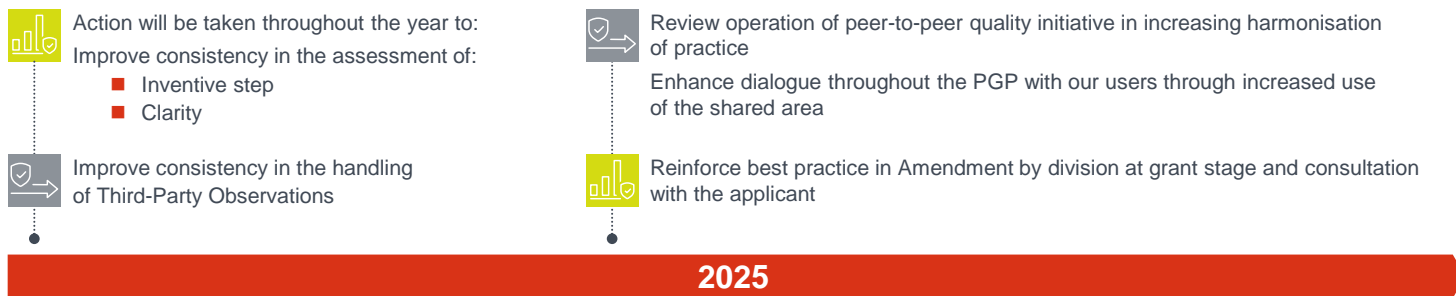 Action will be taken throughout the year to:
Improve consistency in the assessment of:
Inventive step
Clarity
Improve consistency in the handling
of Third-Party Observations
Review operation of peer-to-peer quality initiative in increasing harmonisation
of practice
Enhance dialogue throughout the PGP with our users through increased use
of the shared area
Reinforce best practice in Amendment by division at grant stage and consultation
with the applicant
2025